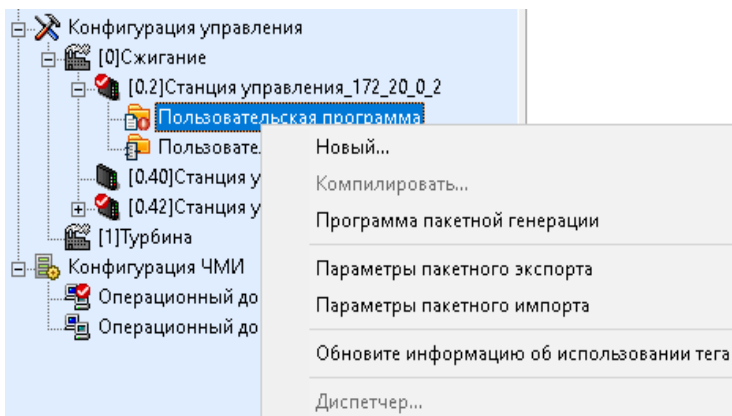 Конфигурация управления
[0]Сжигание
[0.2]Станция управления_172_20_0_2
Пользовательская программа
Пользовате
[0.40]Станция у
[0.42]Станция у
[1]Турбина
Конфигурация ЧМИ
Операционный до
Операционный до
Новый...
Компилировать...
Программа пакетной генерации
Параметры пакетного экспорта
Параметры пакетного импорта
Обновите информацию об использовании тега
Диспетчер...